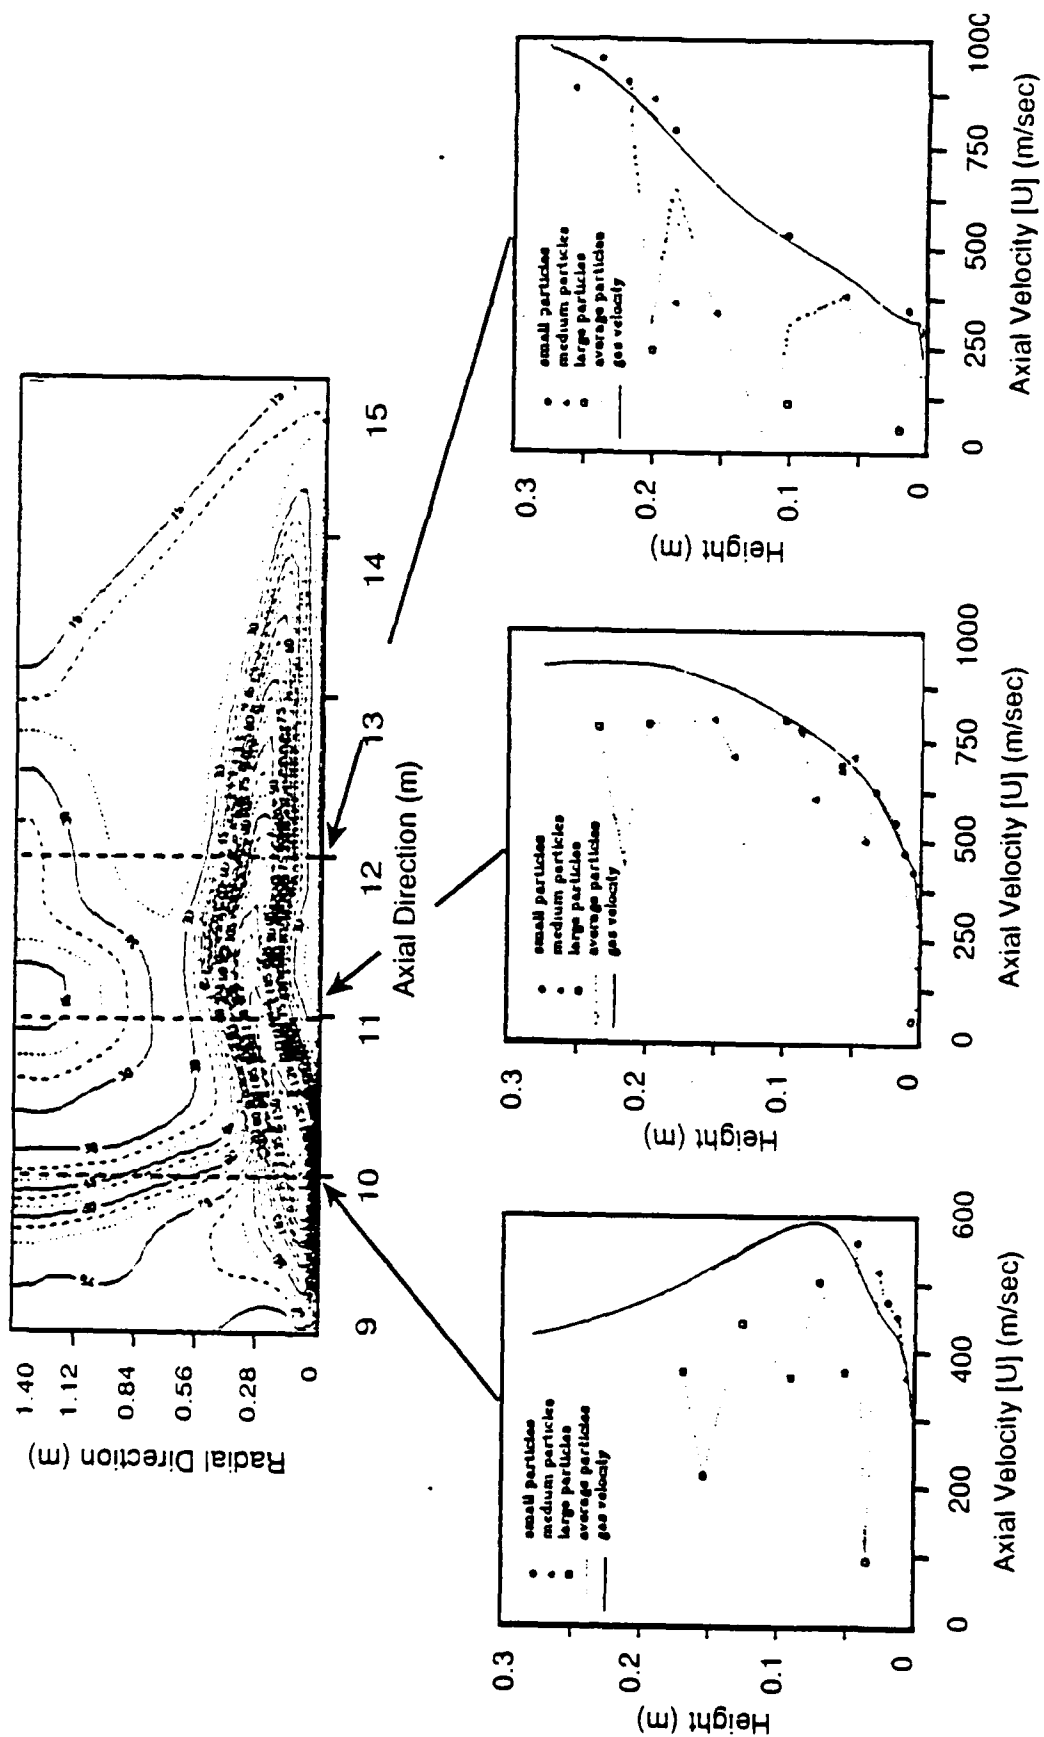 Radial Direction (m)
1.40
1.12
0.84
0.56
0.28
0
9
10
11
12
13
14
15
Axial Direction (m)
Height (m)
0.3
0.2
0.1
0
small particles
medium particles
large particles
average particles
gas velocity
0
200
400
600
Axial Velocity [U] (m/sec)
Height (m)
0.3
0.2
0.1
0
small particles
medium particles
large particles
average particles
gas velocity
0
250
500
750
1000
Axial Velocity [U] (m/sec)
Height (m)
0.3
0.2
0.1
0
small particles
medium particles
large particles
average particles
gas velocity
0
250
500
750
1000
Axial Velocity [U] (m/sec)